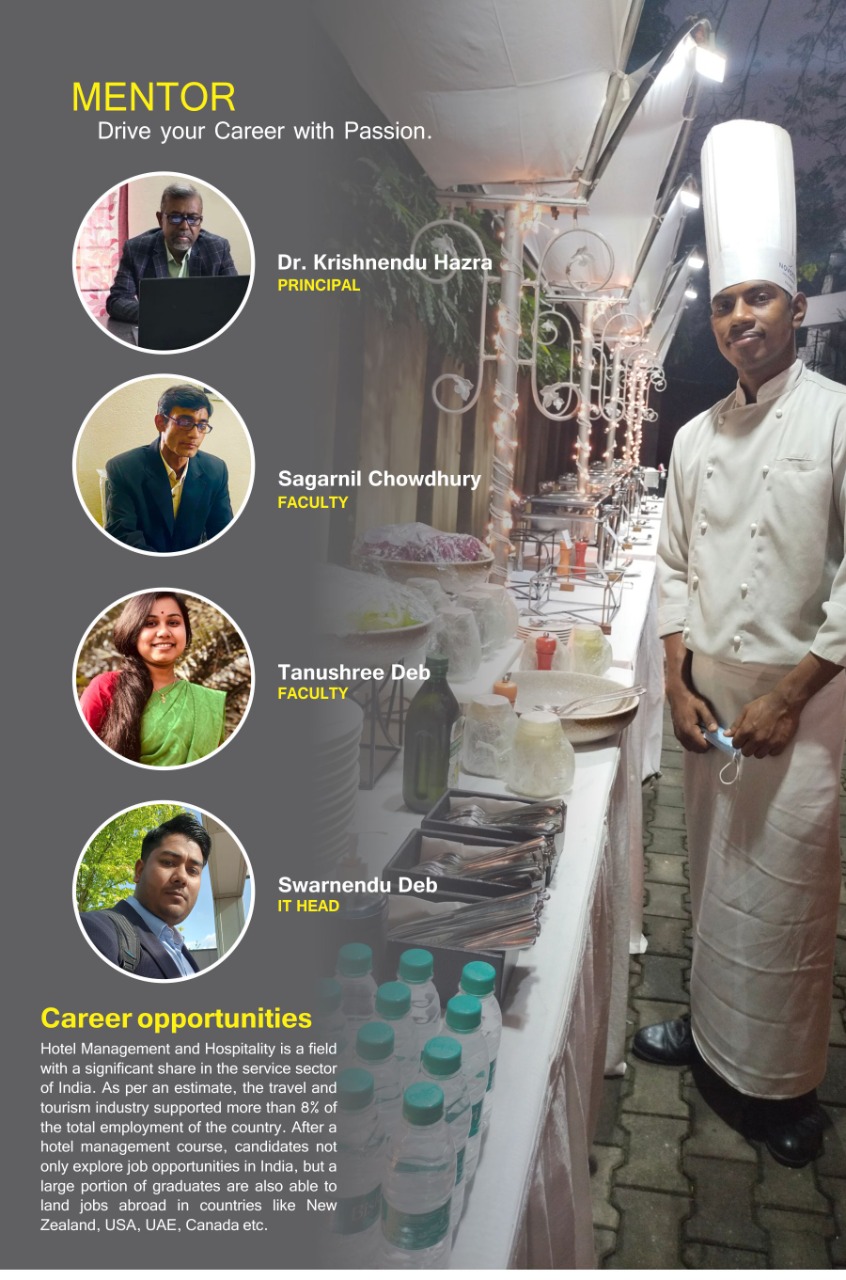 MENTOR
Drive your Career with Passion.
Dr. Krishnendu Hazra
PRINCIPAL
Sagarnil Chowdhury
FACULTY
Tanushree Deb
FACULTY
Swarnendu Deb
IT HEAD
Career opportunities
Hotel Management and Hospitality is a field
with a significant share in the service sector
of India. As per an estimate, the travel and
tourism industry supported more than 8% of
the total employment of the country. After a
hotel management course, candidates not
only explore job opportunities in India, but a
large portion of graduates are also able to
land jobs abroad in countries like New
Zealand, USA, UAE, Canada etc.